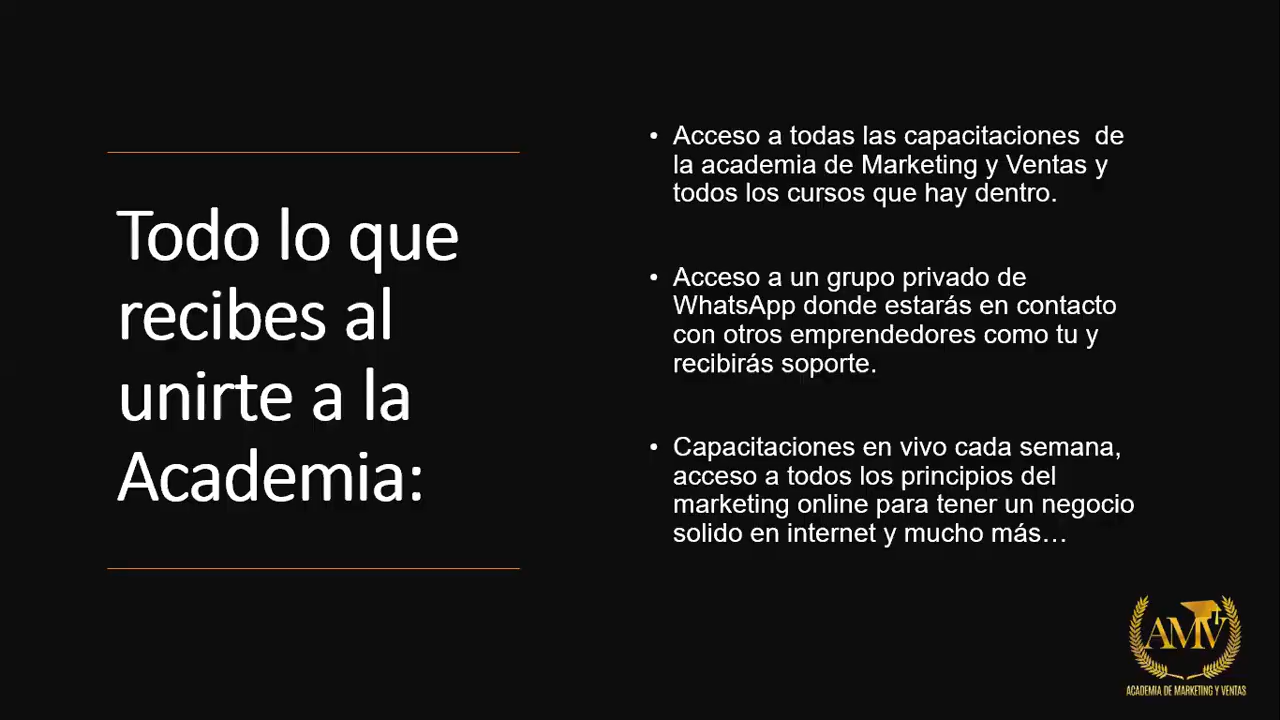 Todo lo que
recibes al
unirte a la
Academia:
• Acceso a todas las capacitaciones  de
la academia de Marketing y Ventas y
todos los cursos que hay dentro.
• Acceso a un grupo privado de
WhatsApp donde estarás en contacto
con otros emprendedores como tu y
recibirás soporte.
• Capacitaciones en vivo cada semana,
acceso a todos los principios del
marketing online para tener un negocio
solido en internet y mucho más…
AMV
ACADEMIA DE MARKETING Y VENTAS